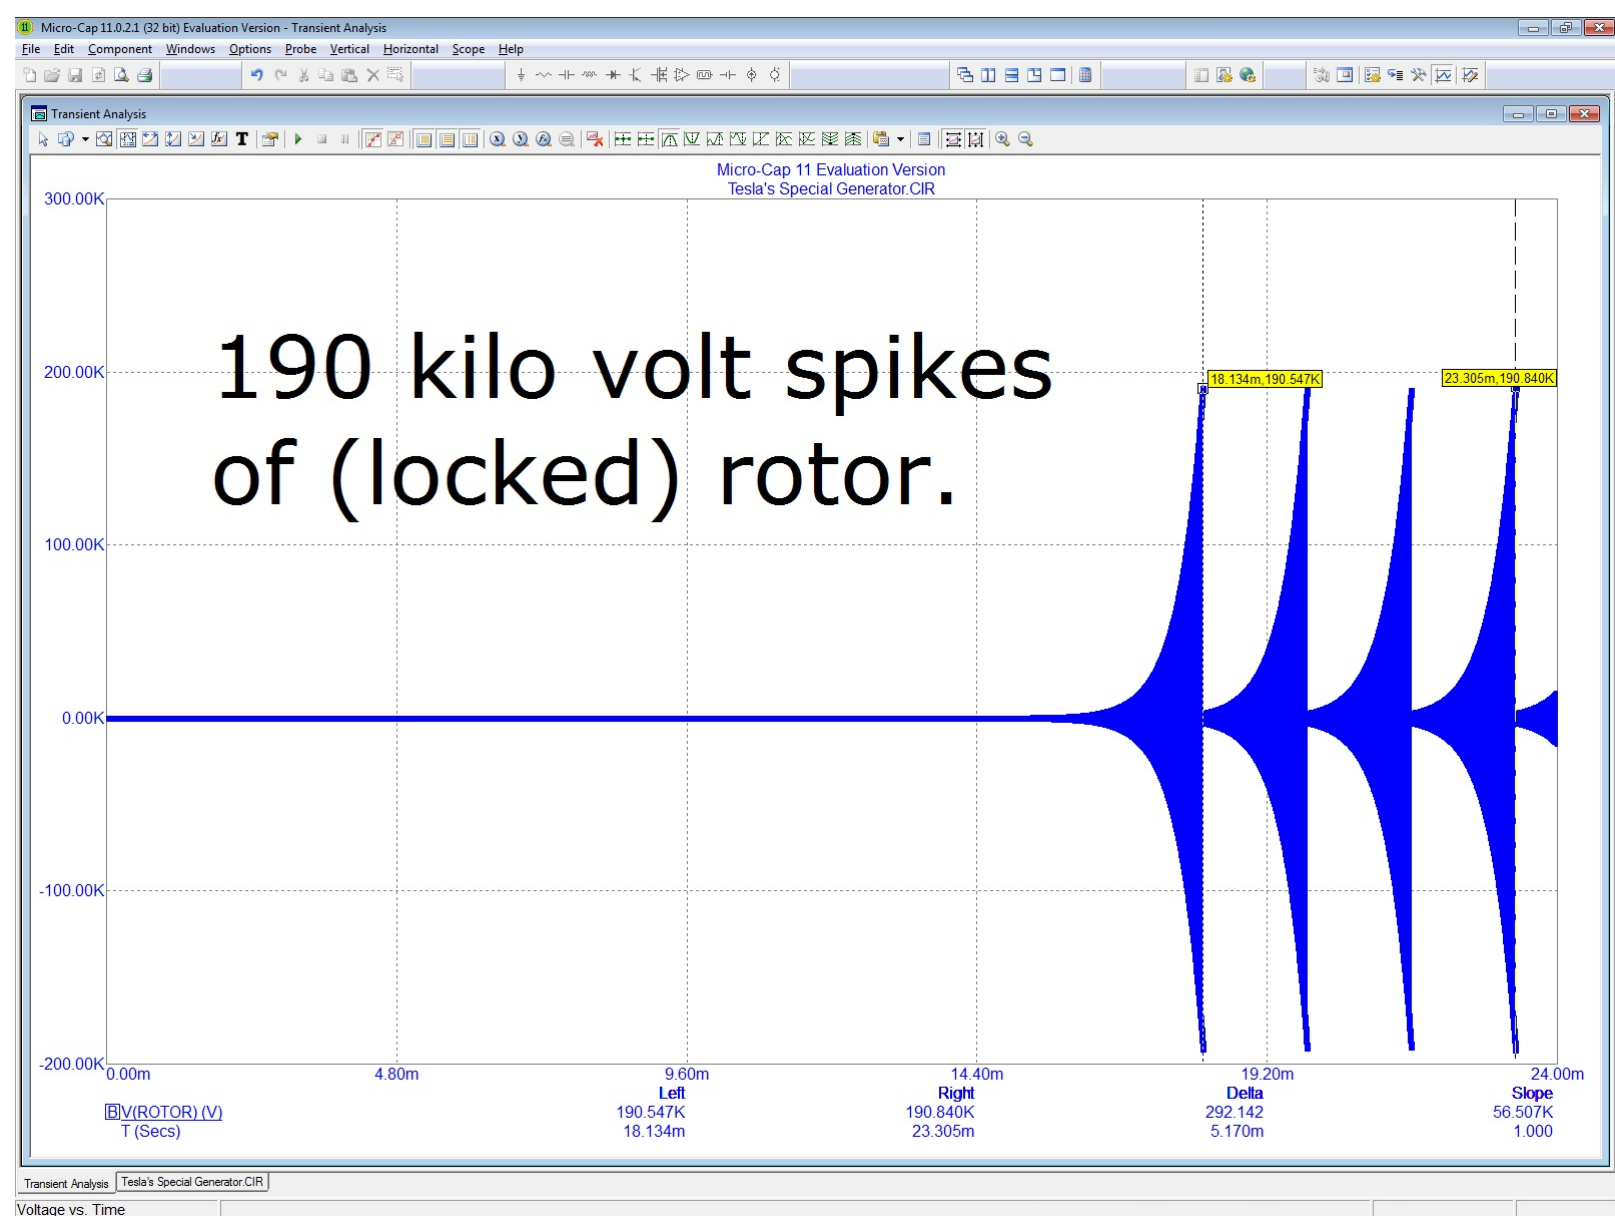 Micro-Cap 11.0.2.1 (32 bit) Evaluation Version - Transient Analysis
File Edit Component Windows Options Probe Vertical Horizontal Scope Help
Transient Analysis
T
Micro-Cap 11 Evaluation Version
Tesla's Special Generator.CIR
300.00K
200.00K
100.00K
0.00K
-100.00K
-200.00K
190 kilo volt spikes
of (locked) rotor.
18.134m,190.547K
23.305m,190.840K
0.00m 4.80m 9.60m 14.40m 19.20m 24.00m
Left Right Delta Slope
B V(ROTOR) (V) 190.547K 190.840K 292.142 56.507K
T (Secs) 18.134m 23.305m 5.170m 1.000
Transient Analysis Tesla's Special Generator.CIR
Voltage vs. Time